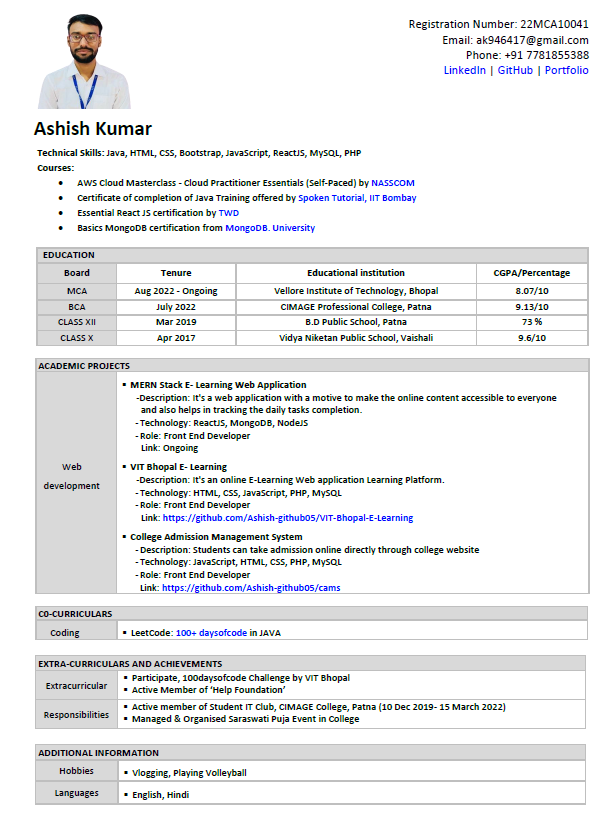 Registration Number: 22MCA10041
Email: ak946417@gmail.com
Phone: +91 7781855388
LinkedIn | GitHub | Portfolio
Ashish Kumar
Technical Skills: Java, HTML, CSS, Bootstrap, JavaScript, ReactJS, MySQL, PHP
Courses:
• AWS Cloud Masterclass - Cloud Practitioner Essentials (Self-Paced) by NASSCOM
• Certificate of completion of Java Training offered by Spoken Tutorial, IIT Bombay
• Essential React JS certification by TWD
• Basics MongoDB certification from MongoDB. University
EDUCATION
Board Tenure Educational institution CGPA/Percentage
MCA Aug 2022 - Ongoing Vellore Institute of Technology, Bhopal 8.07/10
BCA July 2022 CIMAGE Professional College, Patna 9.13/10
CLASS XII Mar 2019 B.D Public School, Patna 73 %
CLASS X Apr 2017 Vidya Niketan Public School, Vaishali 9.6/10
ACADEMIC PROJECTS
Web
development
▪ MERN Stack E- Learning Web Application
-Description: It's a web application with a motive to make the online content accessible to everyone
and also helps in tracking the daily tasks completion.
- Technology: ReactJS, MongoDB, NodeJS
- Role: Front End Developer
Link: Ongoing
▪ VIT Bhopal E- Learning
-Description: It's an online E-Learning Web application Learning Platform.
- Technology: HTML, CSS, JavaScript, PHP, MySQL
- Role: Front End Developer
Link: https://github.com/Ashish-github05/VIT-Bhopal-E-Learning
▪ College Admission Management System
- Description: Students can take admission online directly through college website
- Technology: JavaScript, HTML, CSS, PHP, MySQL
- Role: Front End Developer
Link: https://github.com/Ashish-github05/cams
C0-CURRICULARS
Coding ▪ LeetCode: 100+ daysofcode in JAVA
EXTRA-CURRICULARS AND ACHIEVEMENTS
Extracurricular
▪ Participate, 100daysofcode Challenge by VIT Bhopal
▪ Active Member of ‘Help Foundation’
Responsibilities
▪ Active member of Student IT Club, CIMAGE College, Patna (10 Dec 2019- 15 March 2022)
▪ Managed & Organised Saraswati Puja Event in College
ADDITIONAL INFORMATION
Hobbies ▪ Vlogging, Playing Volleyball
Languages ▪ English, Hindi